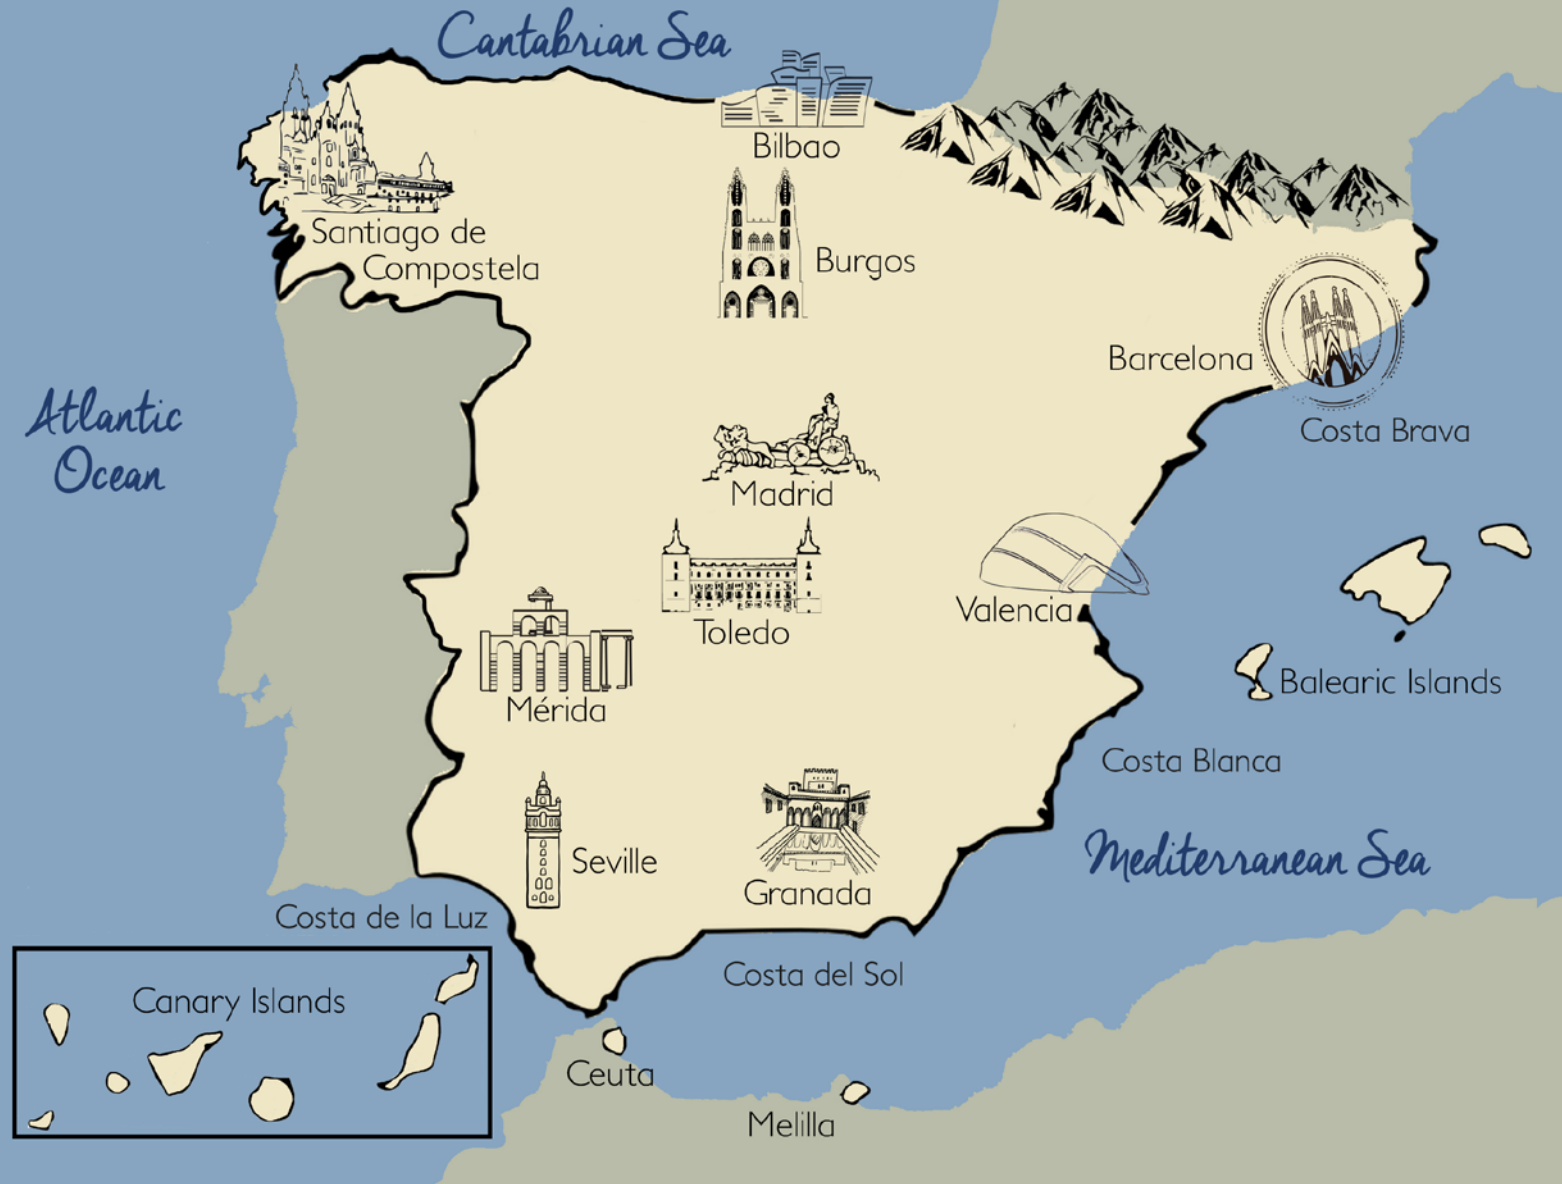 Cantabrian Sea
Bilbao
Santiago de
Compostela
Burgos
Barcelona
Costa Brava
Atlantic
Ocean
Madrid
Valencia
Toledo
Balearic Islands
Mérida
Costa Blanca
Mediterranean Sea
Seville
Granada
Costa de la Luz
Costa del Sol
Canary Islands
Ceuta
Melilla